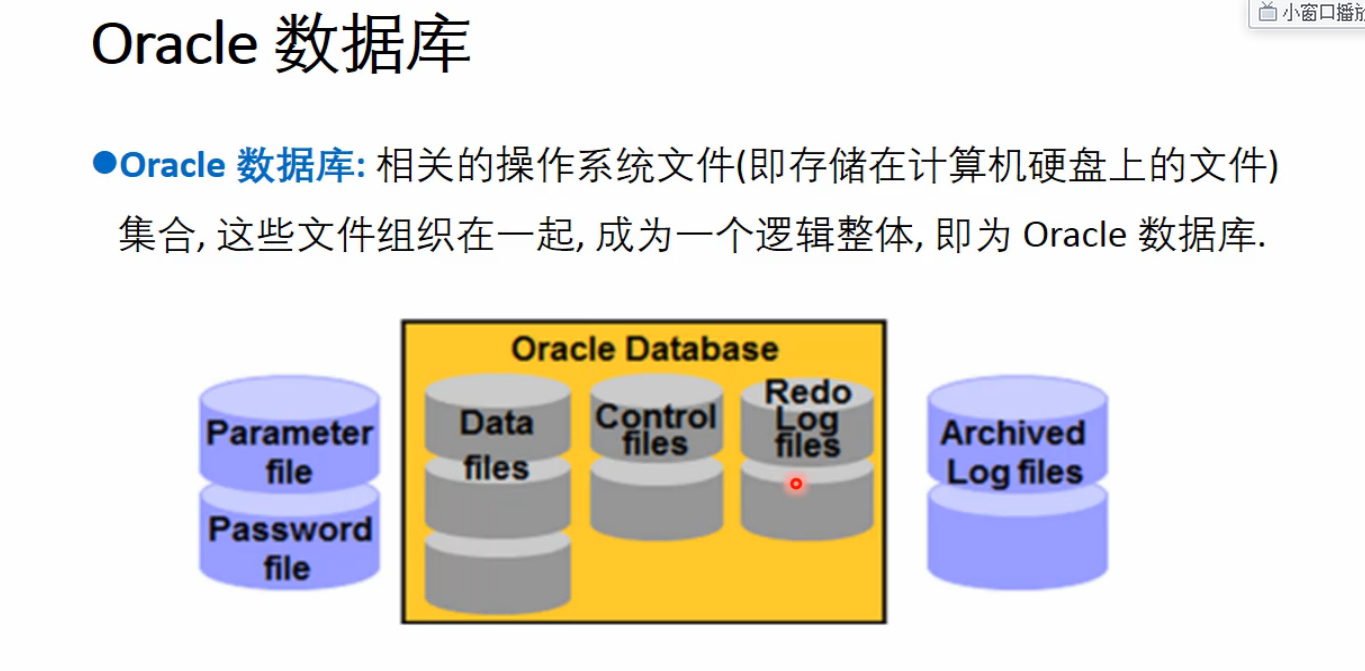 小窗口播放
Oracle 数据库
●Oracle 数据库: 相关的操作系统文件(即存储在计算机硬盘上的文件)
集合, 这些文件组织在一起, 成为一个逻辑整体, 即为 Oracle 数据库.
Oracle Database
Parameter
file
Password
file
Data
files
Control
files
Redo
Log
files
Archived
Log files